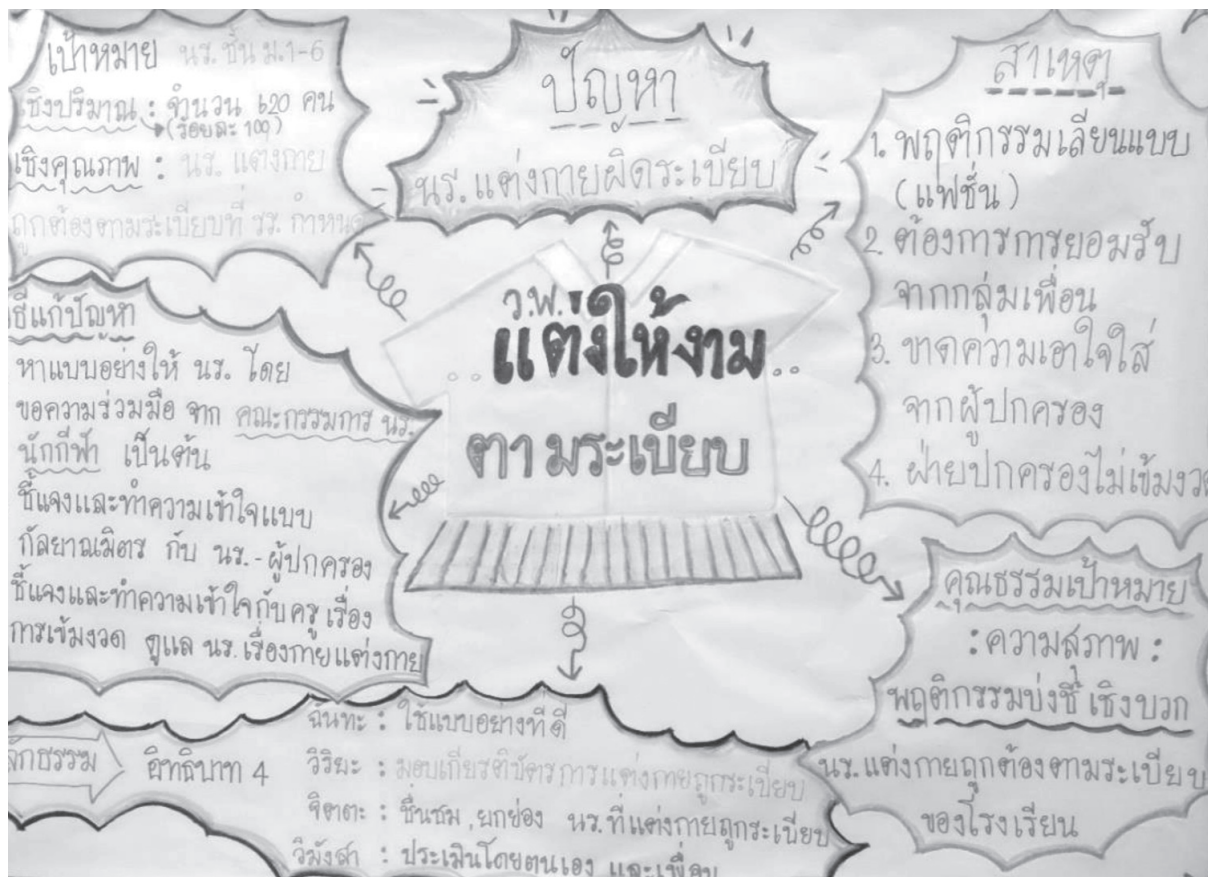 เป้าหมาย นร. ชั้น ม.1-6
เชิงปริมาณ : จำนวน ๖20 คน
(ร้อยละ 100)
เชิงคุณภาพ : นร. แต่งกาย
ถูกต้องตามระเบียบที่ รร. กำหนด
ปัญหา
นร. แต่งกายผิดระเบียบ
สาเหตุ
1. พฤติกรรมเลียนแบบ
(แฟชั่น)
2. ต้องการการยอมรับ
จากกลุ่มเพื่อน
3. ขาดความเอาใจใส่
จากผู้ปกครอง
4. ฝ่ายปกครองไม่เข้มงวด
ว.พ.
..แต่งให้งาม..
ตามระเบียบ
ธีแก้ปัญหา
หาแบบอย่างให้ นร. โดย
ขอความร่วมมือ จาก คณะกรรมการ นร.
นักกีฬา เป็นต้น
ชี้แจงและทำความเข้าใจแบบ
กัลยาณมิตร กับ นร.-ผู้ปกครอง
ชี้แจงและทำความเข้าใจกับครู เรื่อง
การเข้มงวด ดูแล นร. เรื่องกายแต่งกาย
คุณธรรมเป้าหมาย
: ความสุภาพ :
พฤติกรรมบ่งชี้ เชิงบวก
นร. แต่งกายถูกต้องตามระเบียบ
ของโรงเรียน
ลักธรรม อิทธิบาท 4
ฉันทะ : ใช้แบบอย่างที่ดี
วิริยะ : มอบเกียรติบัตรการแต่งกายถูกระเบียบ
จิตตะ : ชื่นชม, ยกย่อง นร. ที่แต่งกายถูกระเบียบ
วิมังสา : ประเมินโดยตนเอง และเพื่อน